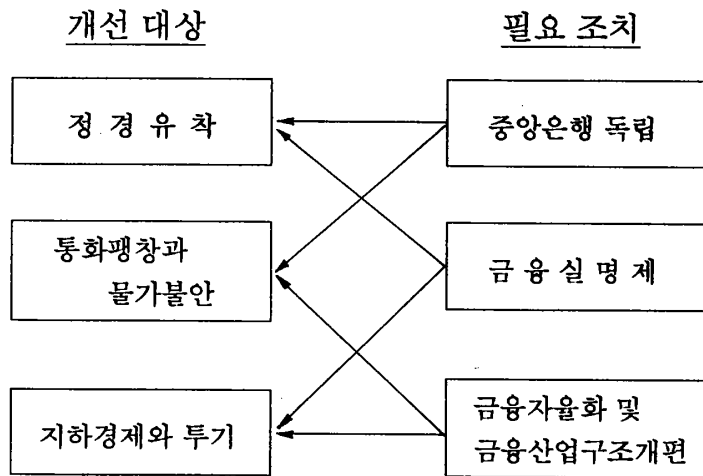 개선 대상
필요 조치
정 경 유 착
중앙은행 독립
통화팽창과
물가불안
금 융 실 명 제
지하경제와 투기
금융자율화 및
금융산업구조개편